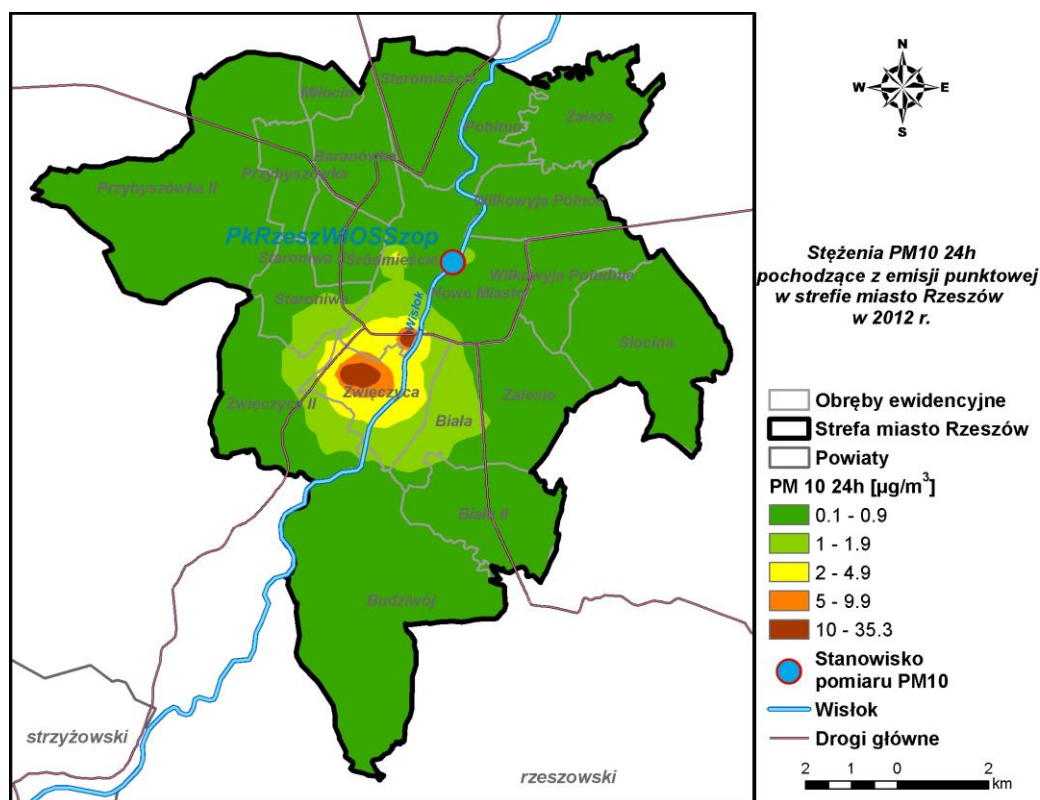 N
W E
S
Staromieście
Miłocin
Pobitno
Załęże
Baranówka
Przybyszówka
Przybyszówka II
Wilkowyja Północ
PkRzeszWIOSSzop
Staroniwa II
Śródmieście
Wilkowyja Południe
Nowe Miasto
Staroniwa
Wisłok
Słocina
Zwięczyca
Zwięczyca II
Zalesie
Biała
Biała II
Budziwój
strzyżowski
rzeszowski
Stężenia PM10 24h
pochodzące z emisji punktowej
w strefie miasto Rzeszów
w 2012 r.
Obręby ewidencyjne
Strefa miasto Rzeszów
Powiaty
PM 10 24h [µg/m³]
0.1 - 0.9
1 - 1.9
2 - 4.9
5 - 9.9
10 - 35.3
Stanowisko
pomiaru PM10
Wisłok
Drogi główne
2 1 0 2
km